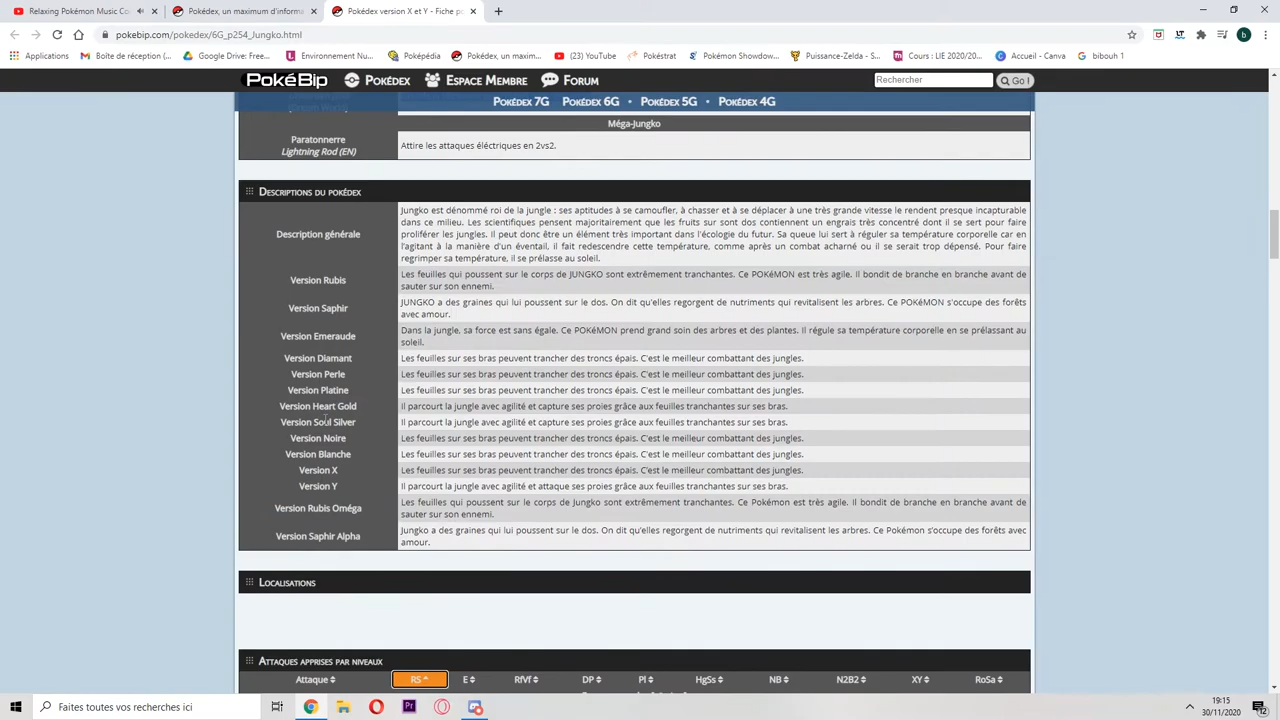 Relaxing Pokémon Music Co
Pokédex, un maximum d'informa
Pokédex version X et Y - Fiche po
pokebip.com/pokedex/6G_p254_Jungko.html
Applications
Boîte de réception (...
Google Drive: Free...
Environnement Nu...
Poképédia
Pokédex, un maxim...
(23) YouTube
Pokéstrat
Pokémon Showdow...
Puissance-Zelda - S...
Cours : LIE 2020/20...
Accueil - Canva
bibouh 1
PokéBip
Pokédex
Espace Membre
Forum
Rechercher
Go !
Pokédex 7G
Pokédex 6G
•
Pokédex 5G
•
Pokédex 4G
Méga-Jungko
Paratonnerre
Lightning Rod (EN)
Attire les attaques éléctriques en 2vs2.
Descriptions du pokédex
Description générale
Jungko est dénommé roi de la jungle : ses aptitudes à se camoufler, à chasser et à se déplacer à une très grande vitesse le rendent presque incapturable
dans ce milieu. Les scientifiques pensent majoritairement que les fruits sur son dos contiennent un engrais très concentré dont il se sert pour faire
proliférer les jungles. Il peut donc être un élément très important dans l'écologie du futur. Sa queue lui sert à réguler sa température corporelle car en
l'agitant à la manière d'un éventail, il fait redescendre cette température, comme après un combat acharné ou il se serait trop dépensé. Pour faire
regrimper sa température, il se prélasse au soleil.
Version Rubis
Les feuilles qui poussent sur le corps de JUNGKO sont extrêmement tranchantes. Ce POKéMON est très agile. Il bondit de branche en branche avant de
sauter sur son ennemi.
Version Saphir
JUNGKO a des graines qui lui poussent sur le dos. On dit qu'elles regorgent de nutriments qui revitalisent les arbres. Ce POKéMON s'occupe des forêts
avec amour.
Version Emeraude
Dans la jungle, sa force est sans égale. Ce POKéMON prend grand soin des arbres et des plantes. Il régule sa température corporelle en se prélassant au
soleil.
Version Diamant
Les feuilles sur ses bras peuvent trancher des troncs épais. C'est le meilleur combattant des jungles.
Version Perle
Les feuilles sur ses bras peuvent trancher des troncs épais. C'est le meilleur combattant des jungles.
Version Platine
Les feuilles sur ses bras peuvent trancher des troncs épais. C'est le meilleur combattant des jungles.
Version Heart Gold
Il parcourt la jungle avec agilité et capture ses proies grâce aux feuilles tranchantes sur ses bras.
Version Soul Silver
Il parcourt la jungle avec agilité et capture ses proies grâce aux feuilles tranchantes sur ses bras.
Version Noire
Les feuilles sur ses bras peuvent trancher des troncs épais. C'est le meilleur combattant des jungles.
Version Blanche
Les feuilles sur ses bras peuvent trancher des troncs épais. C'est le meilleur combattant des jungles.
Version X
Les feuilles sur ses bras peuvent trancher des troncs épais. C'est le meilleur combattant des jungles.
Version Y
Il parcourt la jungle avec agilité et attaque ses proies grâce aux feuilles tranchantes sur ses bras.
Version Rubis Oméga
Les feuilles qui poussent sur le corps de Jungko sont extrêmement tranchantes. Ce Pokémon est très agile. Il bondit de branche en branche avant de
sauter sur son ennemi.
Version Saphir Alpha
Jungko a des graines qui lui poussent sur le dos. On dit qu'elles regorgent de nutriments qui revitalisent les arbres. Ce Pokémon s'occupe des forêts avec
amour.
Localisations
Attaques apprises par niveaux
Attaque
RS
E
RfVf
DP
Pl
HgSs
NB
N2B2
XY
RoSa
Faites toutes vos recherches ici
19:15
30/11/2020
12